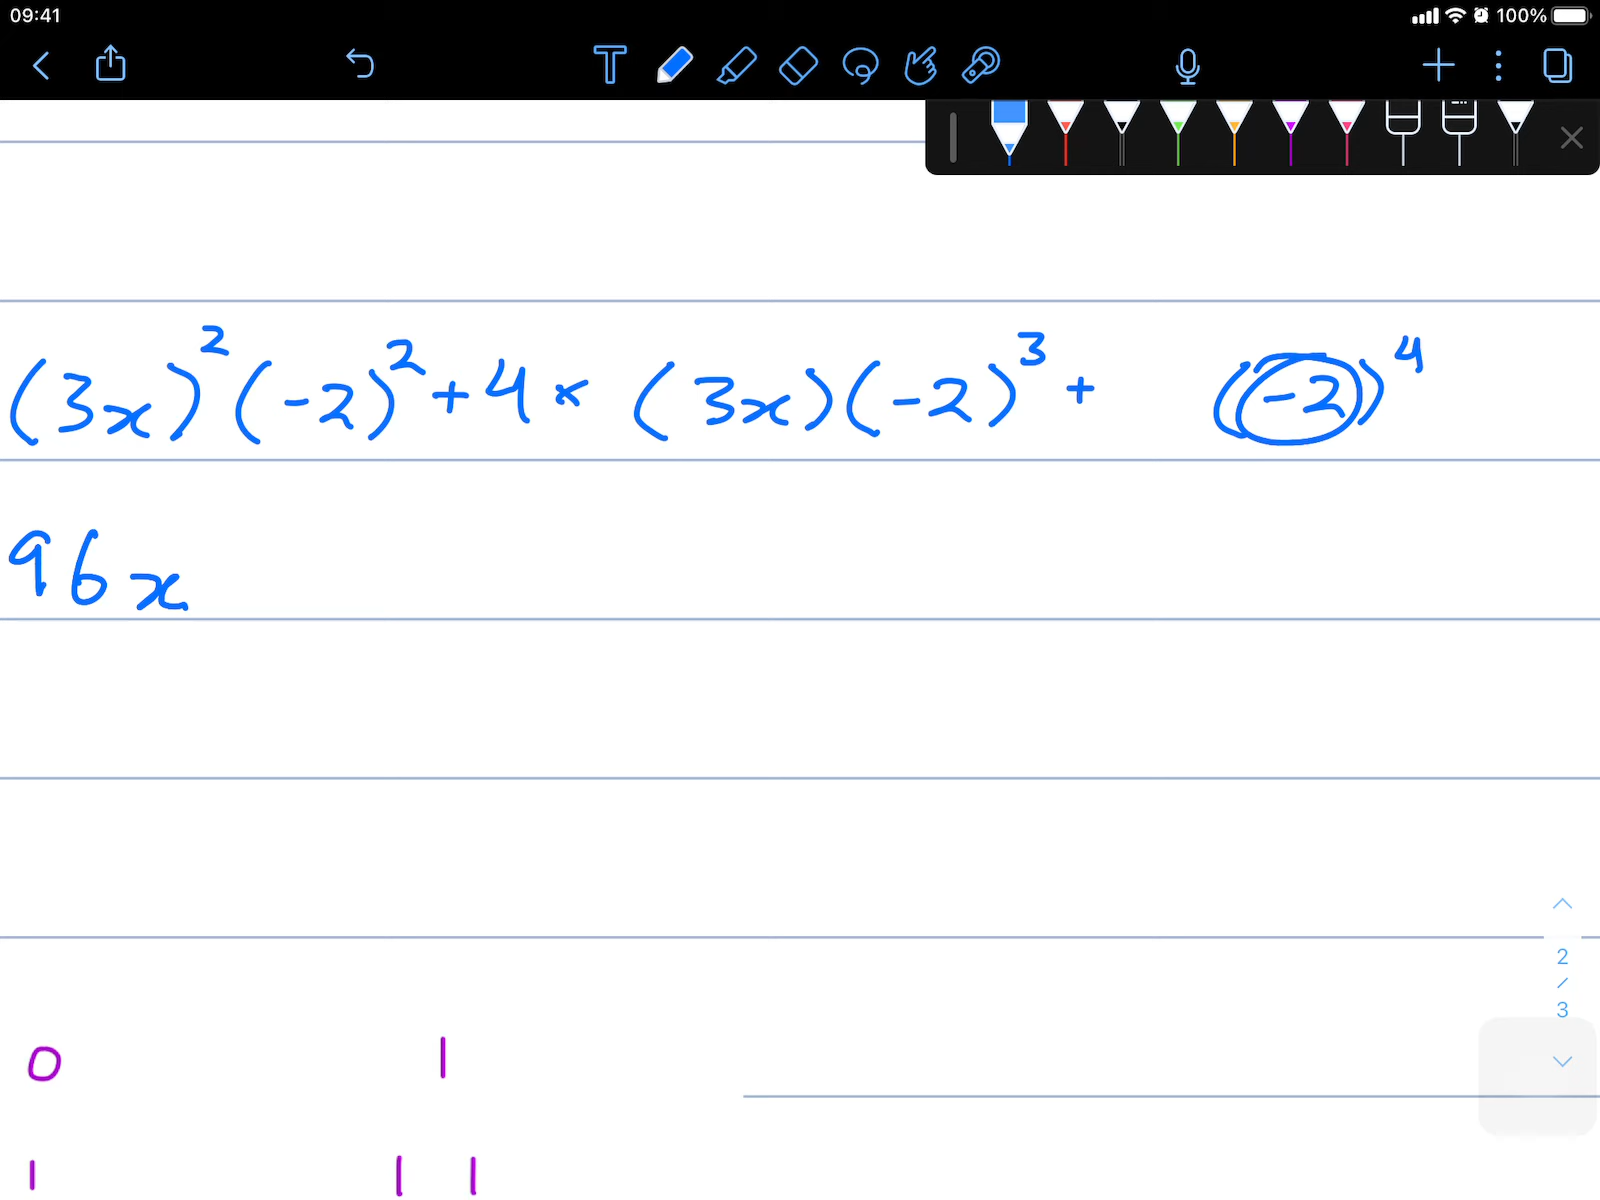 09:41 100%
T
(3x)²(-2)²+4×(3x)(-2)³+ ((-2))⁴
96x
2
/
3
0 1
1 1 1